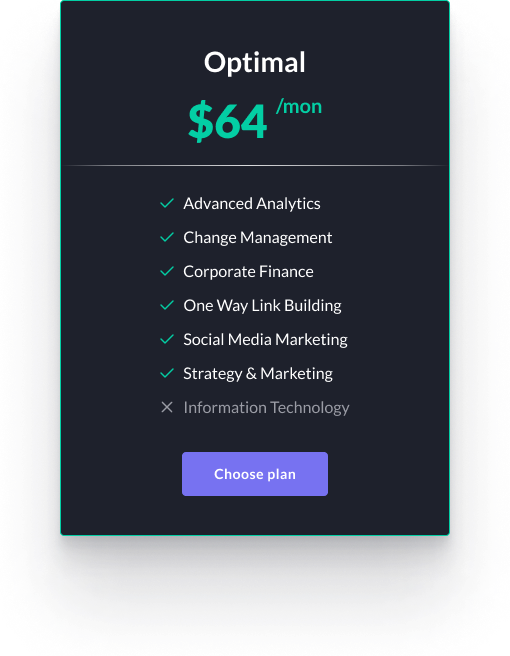 Optimal
$64 /mon
Advanced Analytics
Change Management
Corporate Finance
One Way Link Building
Social Media Marketing
Strategy & Marketing
Information Technology
Choose plan